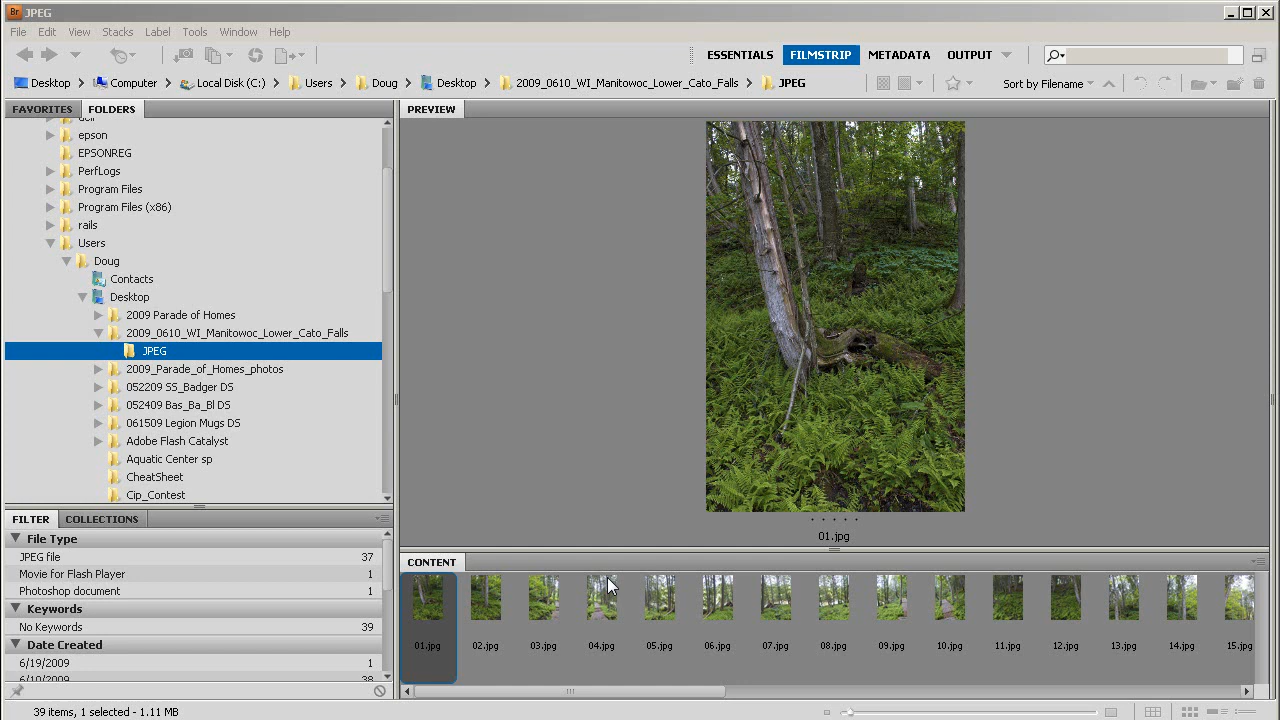 Br JPEG
File Edit View Stacks Label Tools Window Help
ESSENTIALS FILMSTRIP METADATA OUTPUT
Desktop Computer Local Disk (C:) Users Doug Desktop 2009_0610_WI_Manitowoc_Lower_Cato_Falls JPEG Sort by Filename
FAVORITES FOLDERS
PREVIEW
epson
EPSONREG
PerfLogs
Program Files
Program Files (x86)
rails
Users
Doug
Contacts
Desktop
2009 Parade of Homes
2009_0610_WI_Manitowoc_Lower_Cato_Falls
JPEG
2009_Parade_of_Homes_photos
052209 SS_Badger DS
052409 Bas_Ba_Bl DS
061509 Legion Mugs DS
Adobe Flash Catalyst
Aquatic Center sp
CheatSheet
Cip_Contest
01.jpg
FILTER COLLECTIONS
File Type
JPEG file 37
Movie for Flash Player 1
Photoshop document 1
Keywords
No Keywords 39
Date Created
6/19/2009 1
6/10/2009 38
CONTENT
01.jpg 02.jpg 03.jpg 04.jpg 05.jpg 06.jpg 07.jpg 08.jpg 09.jpg 10.jpg 11.jpg 12.jpg 13.jpg 14.jpg 15.jpg
39 items, 1 selected - 1.11 MB